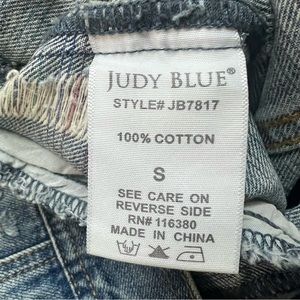 JUDY BLUE®
STYLE# JB7817
100% COTTON
S
SEE CARE ON
REVERSE SIDE
RN# 116380
MADE IN CHINA